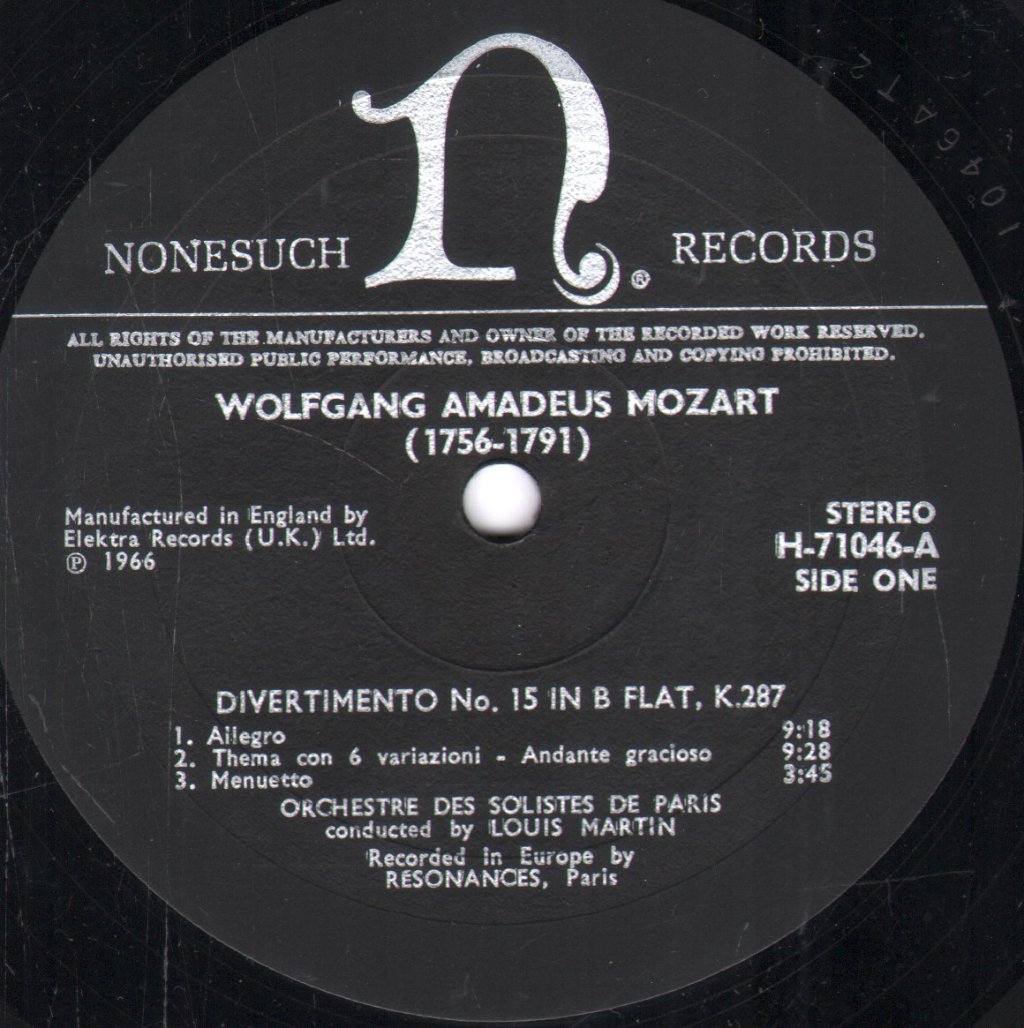 n
NONESUCH RECORDS
®
ALL RIGHTS OF THE MANUFACTURERS AND OWNER OF THE RECORDED WORK RESERVED.
UNAUTHORISED PUBLIC PERFORMANCE, BROADCASTING AND COPYING PROHIBITED.
WOLFGANG AMADEUS MOZART
(1756-1791)
Manufactured in England by
Elektra Records (U.K.) Ltd.
℗ 1966
STEREO
H-71046-A
SIDE ONE
DIVERTIMENTO No. 15 IN B FLAT, K.287
1. Allegro 9:18
2. Thema con 6 variazioni - Andante gracioso 9:28
3. Menuetto 3:45
ORCHESTRE DES SOLISTES DE PARIS
conducted by LOUIS MARTIN
Recorded in Europe by
RESONANCES, Paris